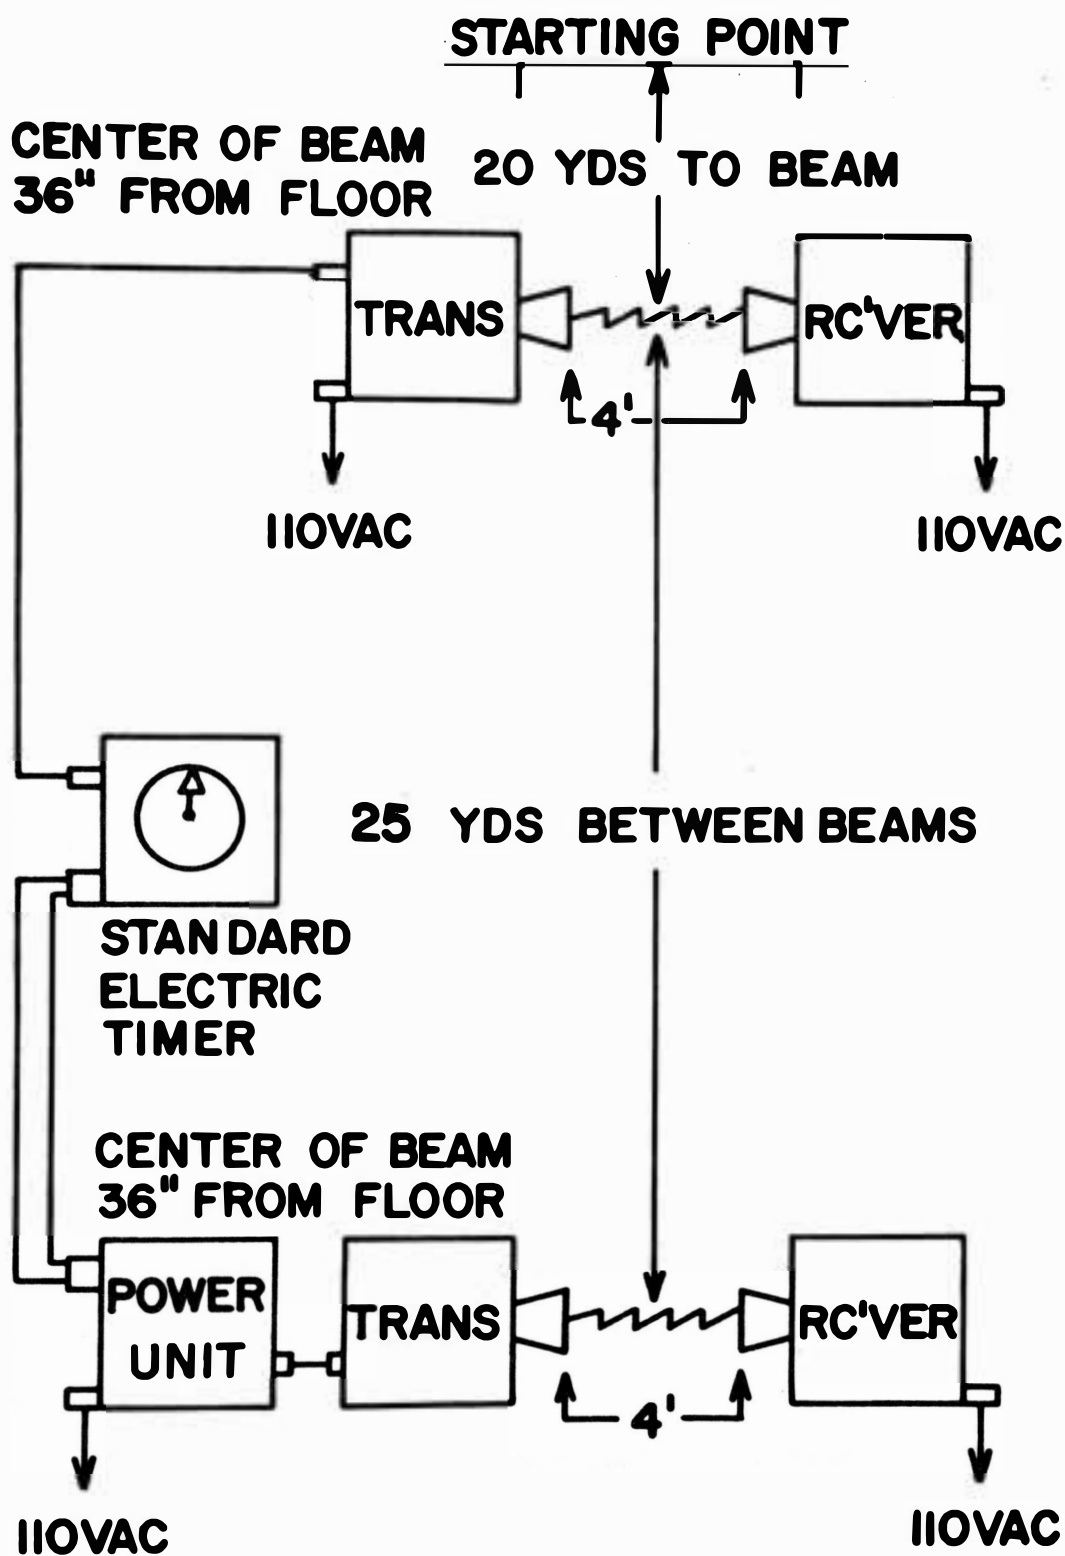 STARTING POINT
CENTER OF BEAM
36" FROM FLOOR
20 YDS TO BEAM
TRANS
RC'VER
4'
110VAC
110VAC
25 YDS BETWEEN BEAMS
STANDARD
ELECTRIC
TIMER
CENTER OF BEAM
36" FROM FLOOR
POWER
UNIT
TRANS
RC'VER
4'
110VAC
110VAC